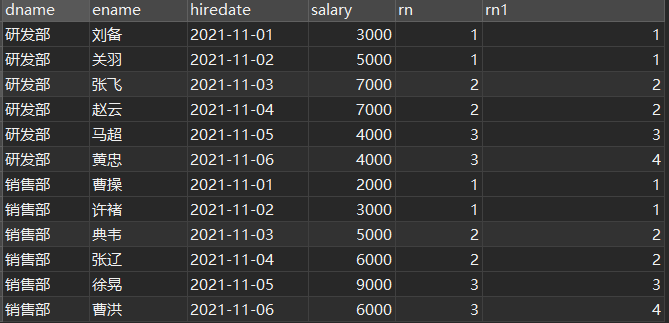 dname ename hiredate salary rn rn1
研发部 刘备 2021-11-01 3000 1 1
研发部 关羽 2021-11-02 5000 1 1
研发部 张飞 2021-11-03 7000 2 2
研发部 赵云 2021-11-04 7000 2 2
研发部 马超 2021-11-05 4000 3 3
研发部 黄忠 2021-11-06 4000 3 4
销售部 曹操 2021-11-01 2000 1 1
销售部 许褚 2021-11-02 3000 1 1
销售部 典韦 2021-11-03 5000 2 2
销售部 张辽 2021-11-04 6000 2 2
销售部 徐晃 2021-11-05 9000 3 3
销售部 曹洪 2021-11-06 6000 3 4